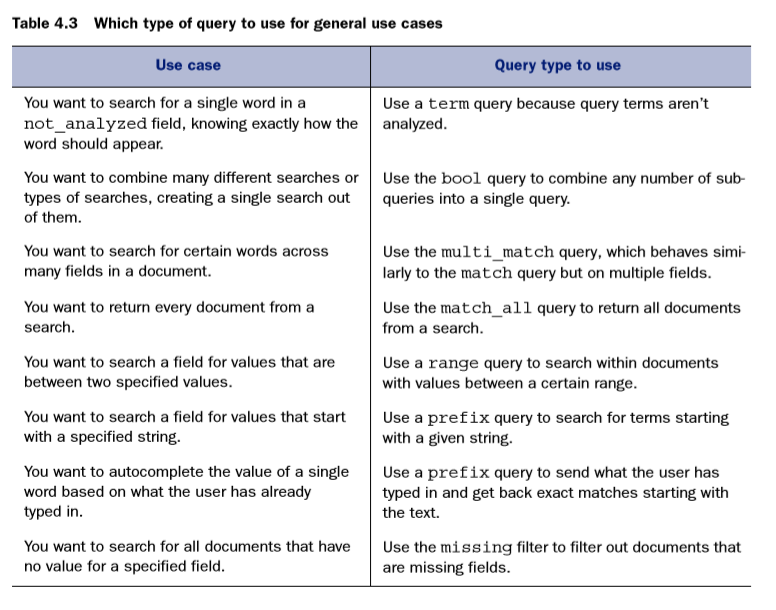 Table 4.3 Which type of query to use for general use cases
Use case
Query type to use
You want to search for a single word in a
not_analyzed field, knowing exactly how the
word should appear.
Use a term query because query terms aren't
analyzed.
You want to combine many different searches or
types of searches, creating a single search out
of them.
Use the bool query to combine any number of sub-
queries into a single query.
You want to search for certain words across
many fields in a document.
Use the multi_match query, which behaves simi-
larly to the match query but on multiple fields.
You want to return every document from a
search.
Use the match_all query to return all documents
from a search.
You want to search a field for values that are
between two specified values.
Use a range query to search within documents
with values between a certain range.
You want to search a field for values that start
with a specified string.
Use a prefix query to search for terms starting
with a given string.
You want to autocomplete the value of a single
word based on what the user has already
typed in.
Use a prefix query to send what the user has
typed in and get back exact matches starting with
the text.
You want to search for all documents that have
no value for a specified field.
Use the missing filter to filter out documents that
are missing fields.